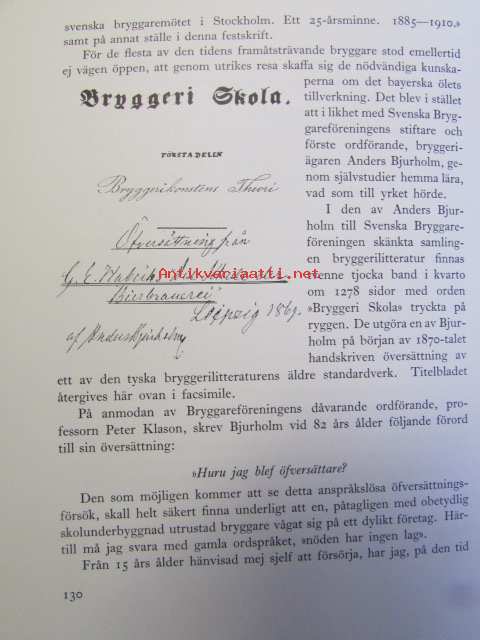 svenska bryggaremötet i Stockholm. Ett 25-årsminne. 1885—1910.»
samt på annat ställe i denna festskrift.
För de flesta av den tidens framåtsträvande bryggare stod emellertid
ej vägen öppen, att genom utrikes resa skaffa sig de nödvändiga kunska-
perna om det bayerska ölets
tillverkning. Det blev i stället
att i likhet med Svenska Bryg-
gareföreningens stiftare och
förste ordförande, bryggeri-
ägaren Anders Bjurholm, ge-
nom självstudier hemma lära,
vad som till yrket hörde.
I den av Anders Bjur-
holm till Svenska Bryggare-
föreningen skänkta samling-
en bryggerilitteratur finnas
tvenne tjocka band i kvarto
om 1278 sidor med orden
»Bryggeri Skola» tryckta på
ryggen. De utgöra en av Bjur-
holm på början av 1870-talet
handskriven översättning av
Bryggeri Skola.
FÖRSTA DELEN
Bryggerikonstens Theori
Öfversättning från
G. E. Habichs
Bierbrauerei
Leipzig 1869.
af Anders Bjurholm
Antikvariaatti.net
ett av den tyska bryggerilitteraturens äldre standardverk. Titelbladet
återgives här ovan i facsimile.
På anmodan av Bryggareföreningens dåvarande ordförande, pro-
fessorn Peter Klason, skrev Bjurholm vid 82 års ålder följande förord
till sin översättning:
»Huru jag blef öfversättare?
Den som möjligen kommer att se detta anspråkslösa öfversättnings-
försök, skall helt säkert finna underligt att en, påtagligen med obetydlig
skolunderbyggnad utrustad bryggare vågat sig på ett dylikt företag. Här-
till må jag svara med gamla ordspråket, »nöden har ingen lag».
Från 15 års ålder hänvisad mej sjelf att försörja, har jag, på den tid
130